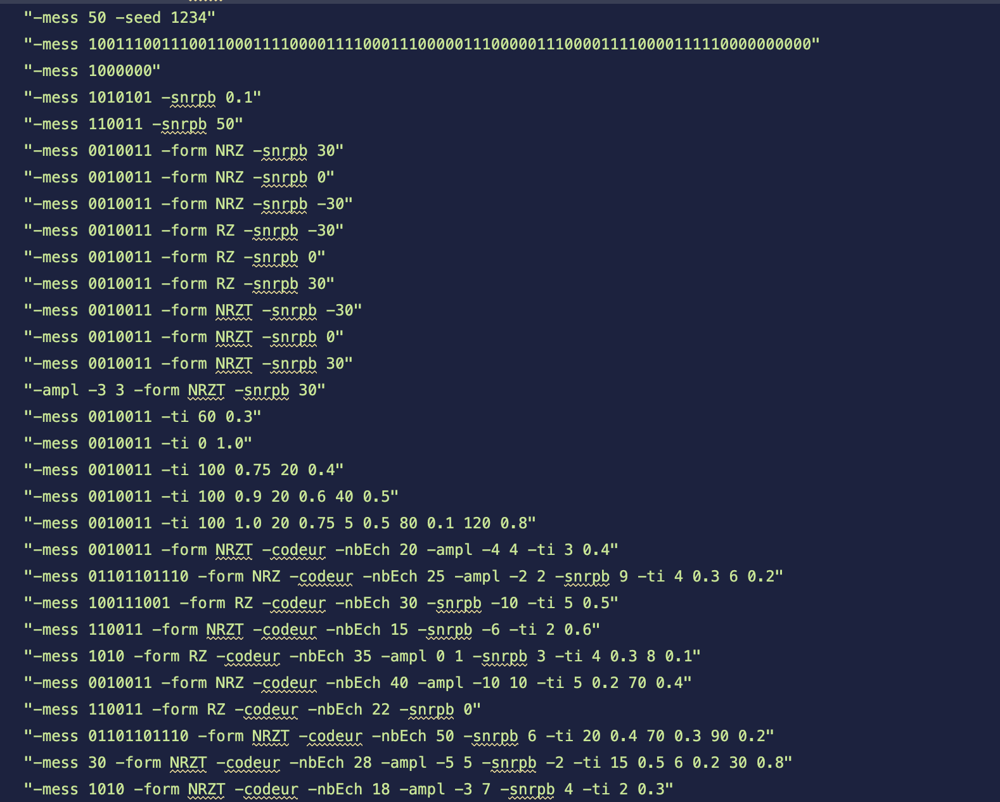 "-mess 50 -seed 1234"
"-mess 1001110011100110001111000011110001110000011100000111000011110000111110000000000"
"-mess 1000000"
"-mess 1010101 -snrpb 0.1"
"-mess 110011 -snrpb 50"
"-mess 0010011 -form NRZ -snrpb 30"
"-mess 0010011 -form NRZ -snrpb 0"
"-mess 0010011 -form NRZ -snrpb -30"
"-mess 0010011 -form RZ -snrpb -30"
"-mess 0010011 -form RZ -snrpb 0"
"-mess 0010011 -form RZ -snrpb 30"
"-mess 0010011 -form NRZT -snrpb -30"
"-mess 0010011 -form NRZT -snrpb 0"
"-mess 0010011 -form NRZT -snrpb 30"
"-ampl -3 3 -form NRZT -snrpb 30"
"-mess 0010011 -ti 60 0.3"
"-mess 0010011 -ti 0 1.0"
"-mess 0010011 -ti 100 0.75 20 0.4"
"-mess 0010011 -ti 100 0.9 20 0.6 40 0.5"
"-mess 0010011 -ti 100 1.0 20 0.75 5 0.5 80 0.1 120 0.8"
"-mess 0010011 -form NRZT -codeur -nbEch 20 -ampl -4 4 -ti 3 0.4"
"-mess 01101101110 -form NRZ -codeur -nbEch 25 -ampl -2 2 -snrpb 9 -ti 4 0.3 6 0.2"
"-mess 100111001 -form RZ -codeur -nbEch 30 -snrpb -10 -ti 5 0.5"
"-mess 110011 -form NRZT -codeur -nbEch 15 -snrpb -6 -ti 2 0.6"
"-mess 1010 -form RZ -codeur -nbEch 35 -ampl 0 1 -snrpb 3 -ti 4 0.3 8 0.1"
"-mess 0010011 -form NRZ -codeur -nbEch 40 -ampl -10 10 -ti 5 0.2 70 0.4"
"-mess 110011 -form RZ -codeur -nbEch 22 -snrpb 0"
"-mess 01101101110 -form NRZT -codeur -nbEch 50 -snrpb 6 -ti 20 0.4 70 0.3 90 0.2"
"-mess 30 -form NRZT -codeur -nbEch 28 -ampl -5 5 -snrpb -2 -ti 15 0.5 6 0.2 30 0.8"
"-mess 1010 -form NRZT -codeur -nbEch 18 -ampl -3 7 -snrpb 4 -ti 2 0.3"